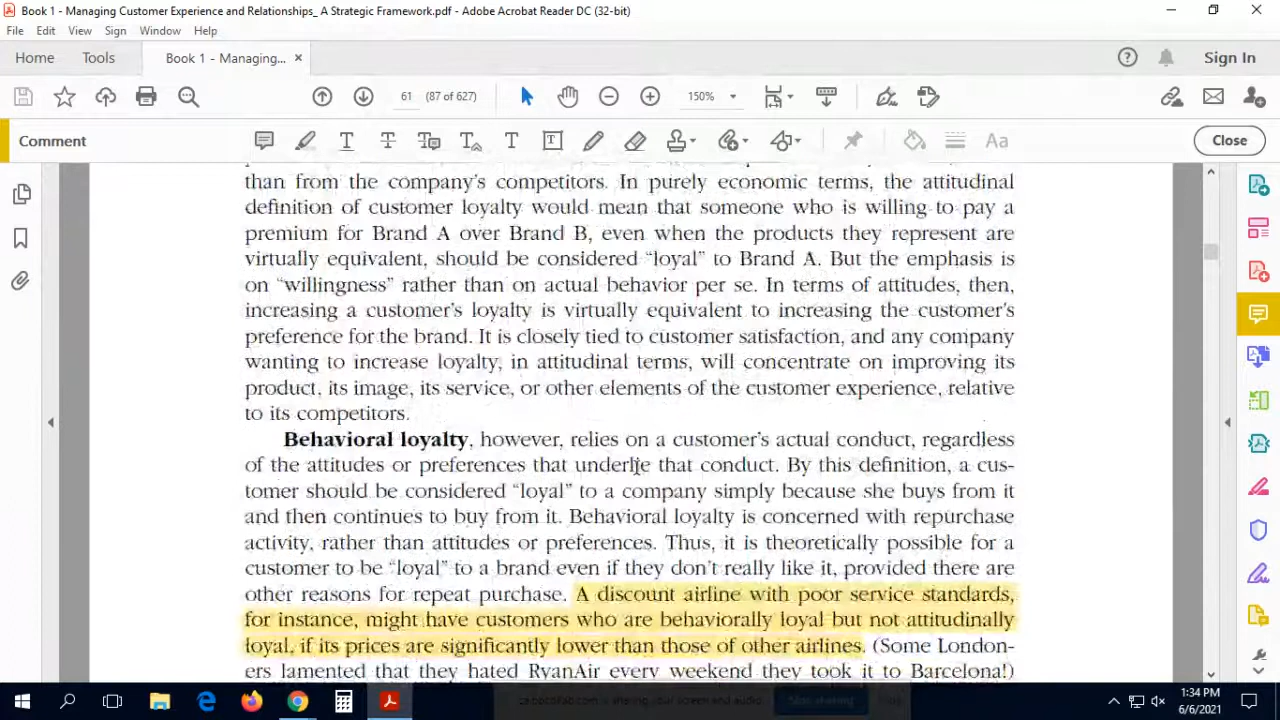 Book 1 - Managing Customer Experience and Relationships_ A Strategic Framework.pdf - Adobe Acrobat Reader DC (32-bit)
File Edit View Sign Window Help
Home Tools Book 1 - Managing... × Sign In
61 (87 of 627) 150%
Comment Close
than from the company's competitors. In purely economic terms, the attitudinal
definition of customer loyalty would mean that someone who is willing to pay a
premium for Brand A over Brand B, even when the products they represent are
virtually equivalent, should be considered “loyal” to Brand A. But the emphasis is
on “willingness” rather than on actual behavior per se. In terms of attitudes, then,
increasing a customer's loyalty is virtually equivalent to increasing the customer's
preference for the brand. It is closely tied to customer satisfaction, and any company
wanting to increase loyalty, in attitudinal terms, will concentrate on improving its
product, its image, its service, or other elements of the customer experience, relative
to its competitors.
Behavioral loyalty, however, relies on a customer's actual conduct, regardless
of the attitudes or preferences that underlie that conduct. By this definition, a cus-
tomer should be considered “loyal” to a company simply because she buys from it
and then continues to buy from it. Behavioral loyalty is concerned with repurchase
activity, rather than attitudes or preferences. Thus, it is theoretically possible for a
customer to be “loyal” to a brand even if they don't really like it, provided there are
other reasons for repeat purchase. A discount airline with poor service standards,
for instance, might have customers who are behaviorally loyal but not attitudinally
loyal, if its prices are significantly lower than those of other airlines. (Some London-
ers lamented that they hated RyanAir every weekend they took it to Barcelona!)
is sharing your screen and audio. Stop sharing Hide
1:34 PM
6/6/2021